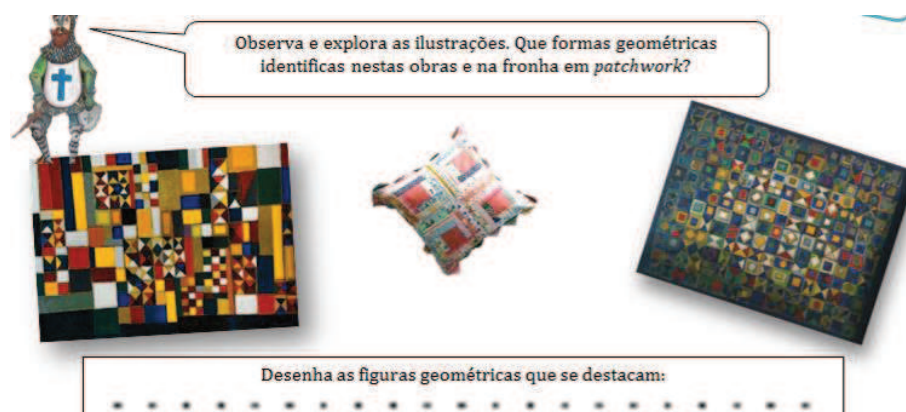 Observa e explora as ilustrações. Que formas geométricas
identificas nestas obras e na fronha em patchwork?
Desenha as figuras geométricas que se destacam: